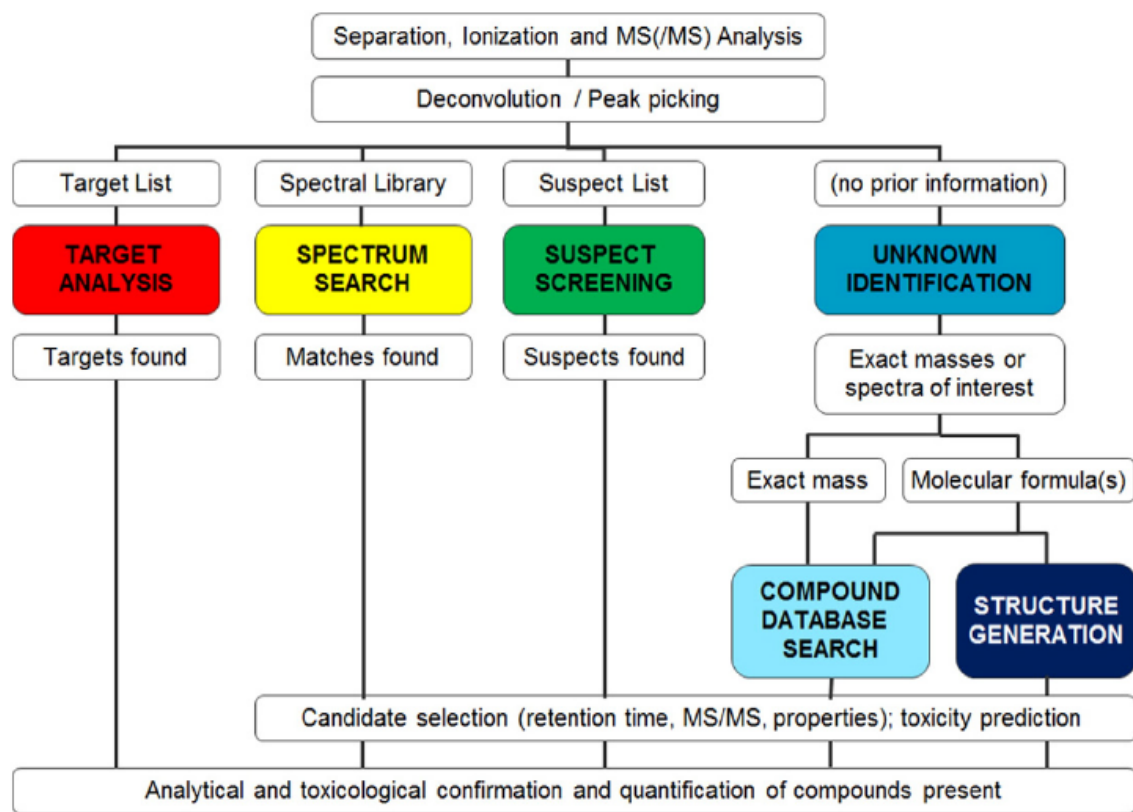 Separation, Ionization and MS(/MS) Analysis
Deconvolution / Peak picking
Target List
Spectral Library
Suspect List
(no prior information)
TARGET
ANALYSIS
SPECTRUM
SEARCH
SUSPECT
SCREENING
UNKNOWN
IDENTIFICATION
Targets found
Matches found
Suspects found
Exact masses or
spectra of interest
Exact mass
Molecular formula(s)
COMPOUND
DATABASE
SEARCH
STRUCTURE
GENERATION
Candidate selection (retention time, MS/MS, properties); toxicity prediction
Analytical and toxicological confirmation and quantification of compounds present